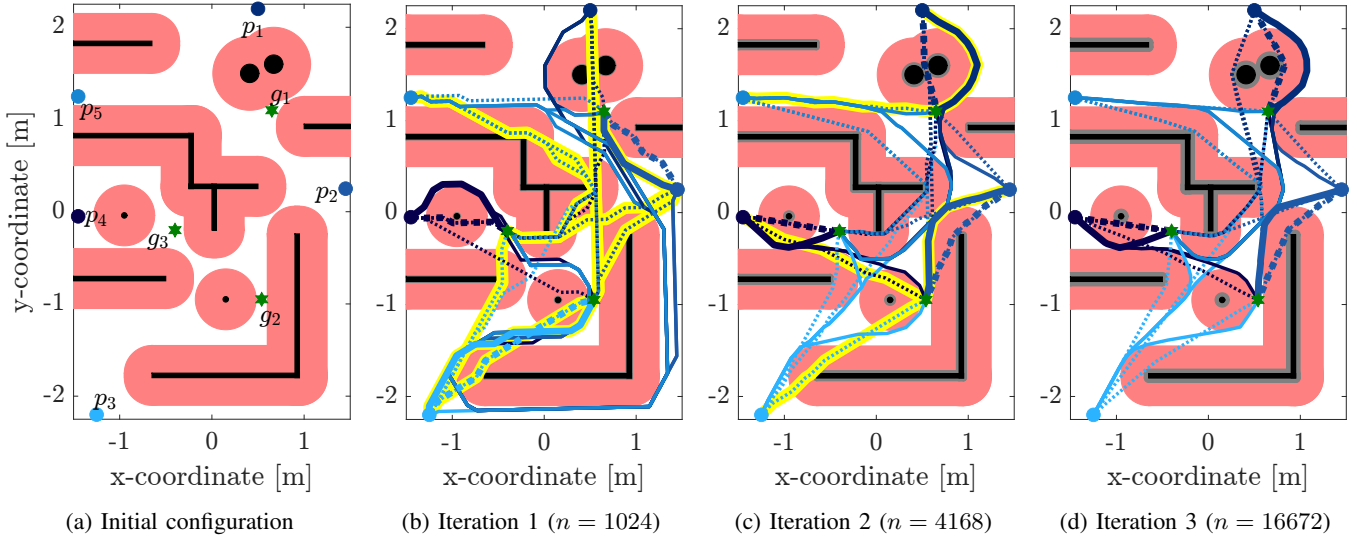 y-coordinate [m]
2
1
0
-1
-2
-1
0
1
x-coordinate [m]
p1
g1
p5
p2
p4
g3
g2
p3
(a) Initial configuration
2
1
0
-1
-2
-1
0
1
x-coordinate [m]
(b) Iteration 1 (n = 1024)
2
1
0
-1
-2
-1
0
1
x-coordinate [m]
(c) Iteration 2 (n = 4168)
2
1
0
-1
-2
-1
0
1
x-coordinate [m]
(d) Iteration 3 (n = 16672)